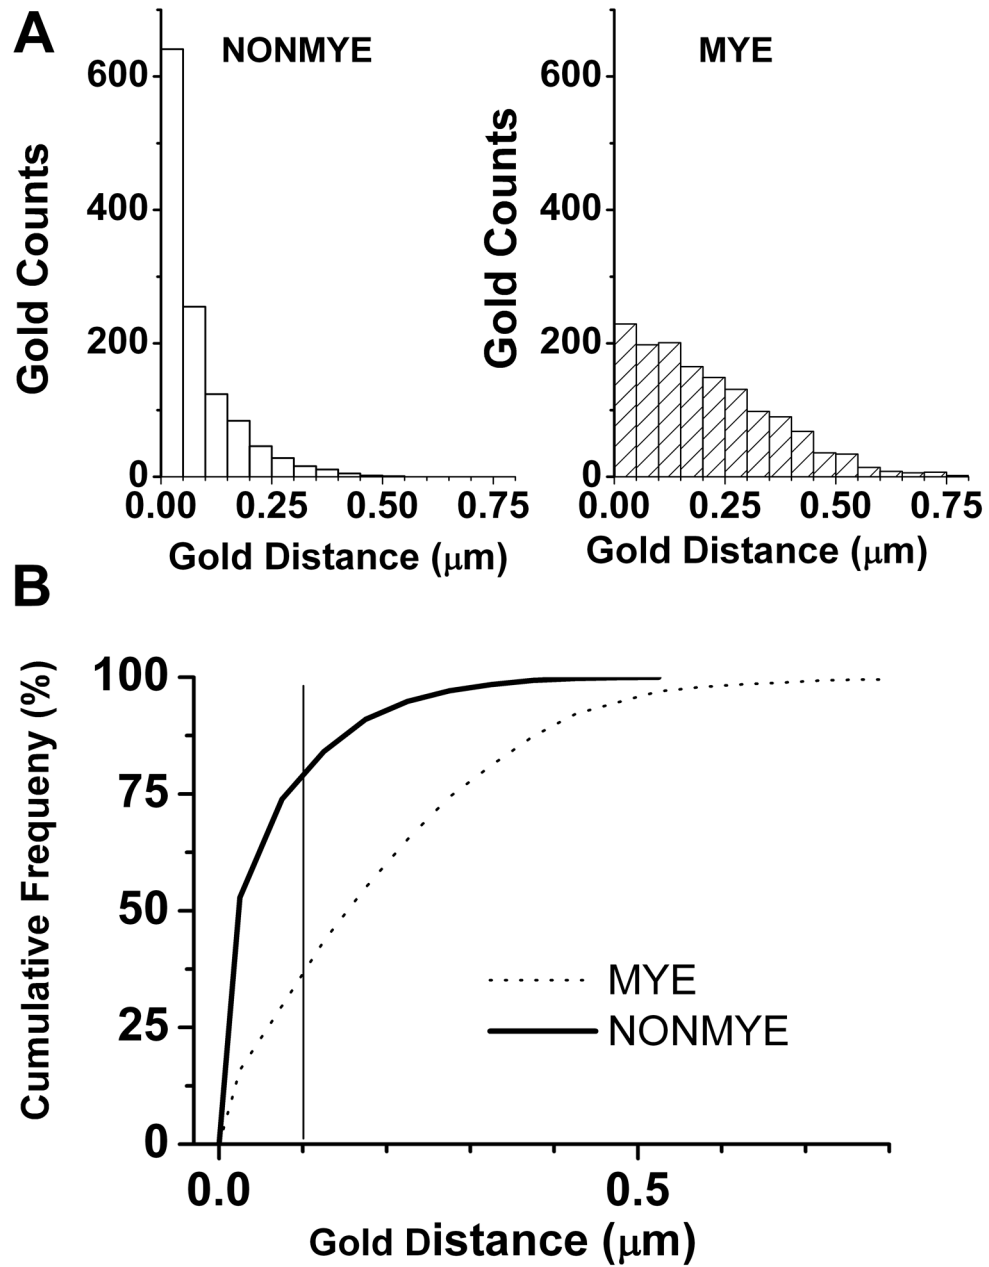 A
NONMYE
Gold Counts
600
400
200
0
0.00 0.25 0.50 0.75
Gold Distance (μm)
MYE
Gold Counts
600
400
200
0
0.00 0.25 0.50 0.75
Gold Distance (μm)
B
Cumulative Frequeny (%)
100
75
50
25
0
MYE
NONMYE
0.0 0.5
Gold Distance (μm)